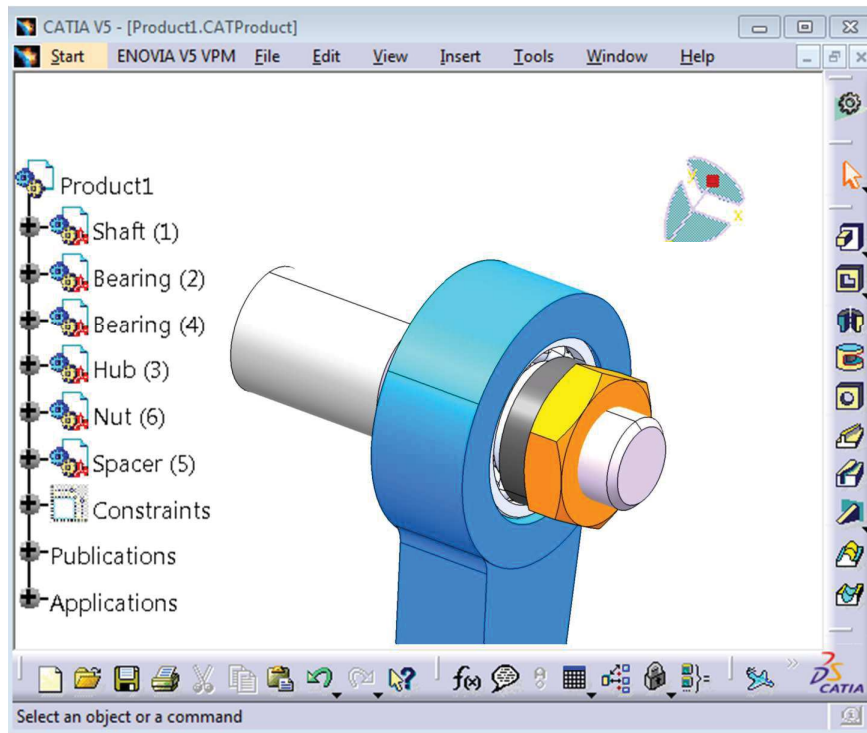 CATIA V5 - [Product1.CATProduct]
Start ENOVIA V5 VPM File Edit View Insert Tools Window Help
Product1
Shaft (1)
Bearing (2)
Bearing (4)
Hub (3)
Nut (6)
Spacer (5)
Constraints
Publications
Applications
y
x
f(x)
DS
CATIA
Select an object or a command